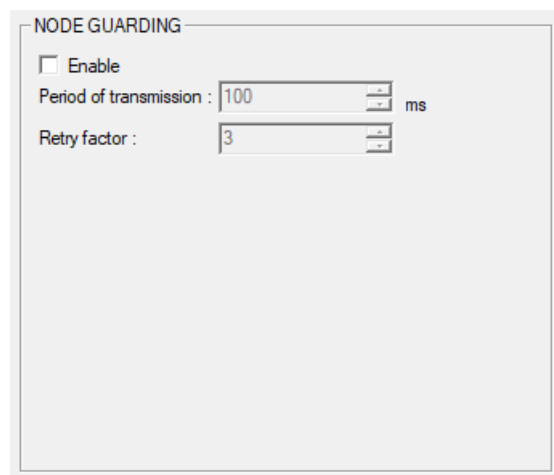 NODE GUARDING
Enable
Period of transmission : 100 ms
Retry factor : 3